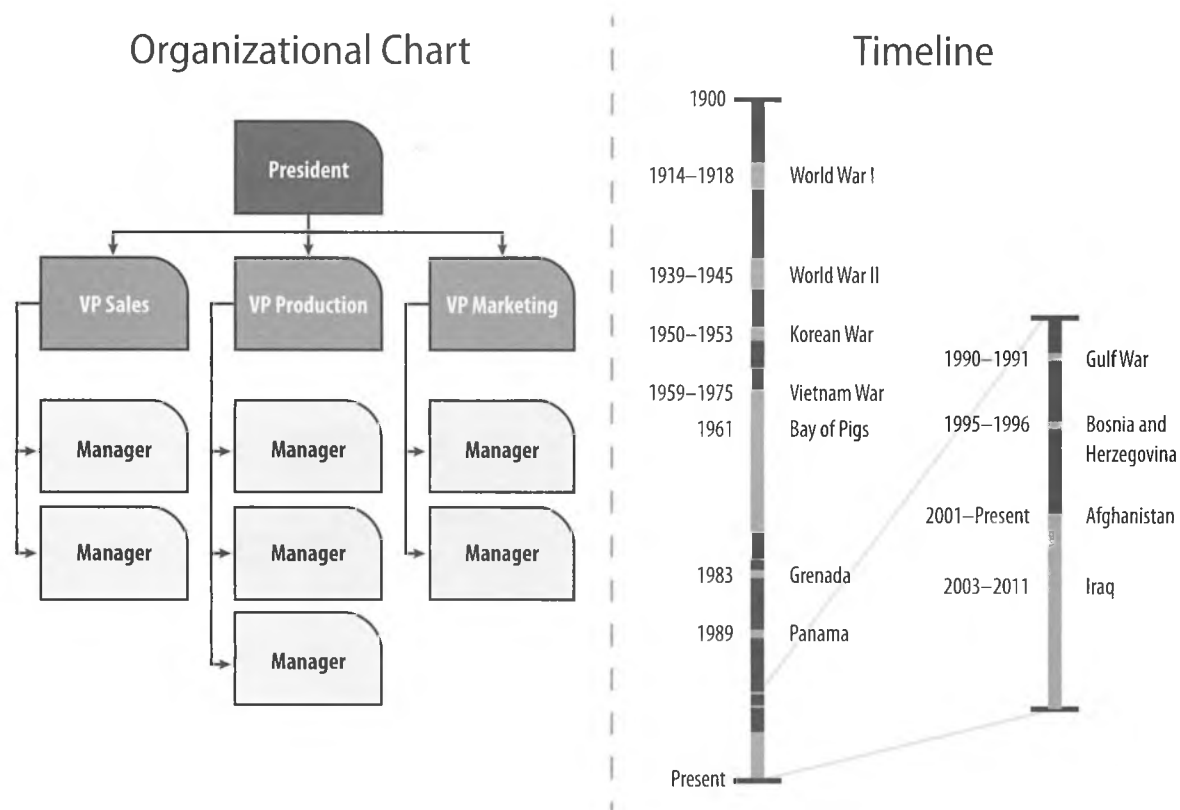 Organizational Chart
President
VP Sales
VP Production
VP Marketing
Manager
Manager
Manager
Manager
Manager
Manager
Manager
Timeline
1900
1914–1918 World War I
1939–1945 World War II
1950–1953 Korean War
1959–1975 Vietnam War
1961 Bay of Pigs
1983 Grenada
1989 Panama
Present
1990–1991 Gulf War
1995–1996 Bosnia and
Herzegovina
2001–Present Afghanistan
2003–2011 Iraq